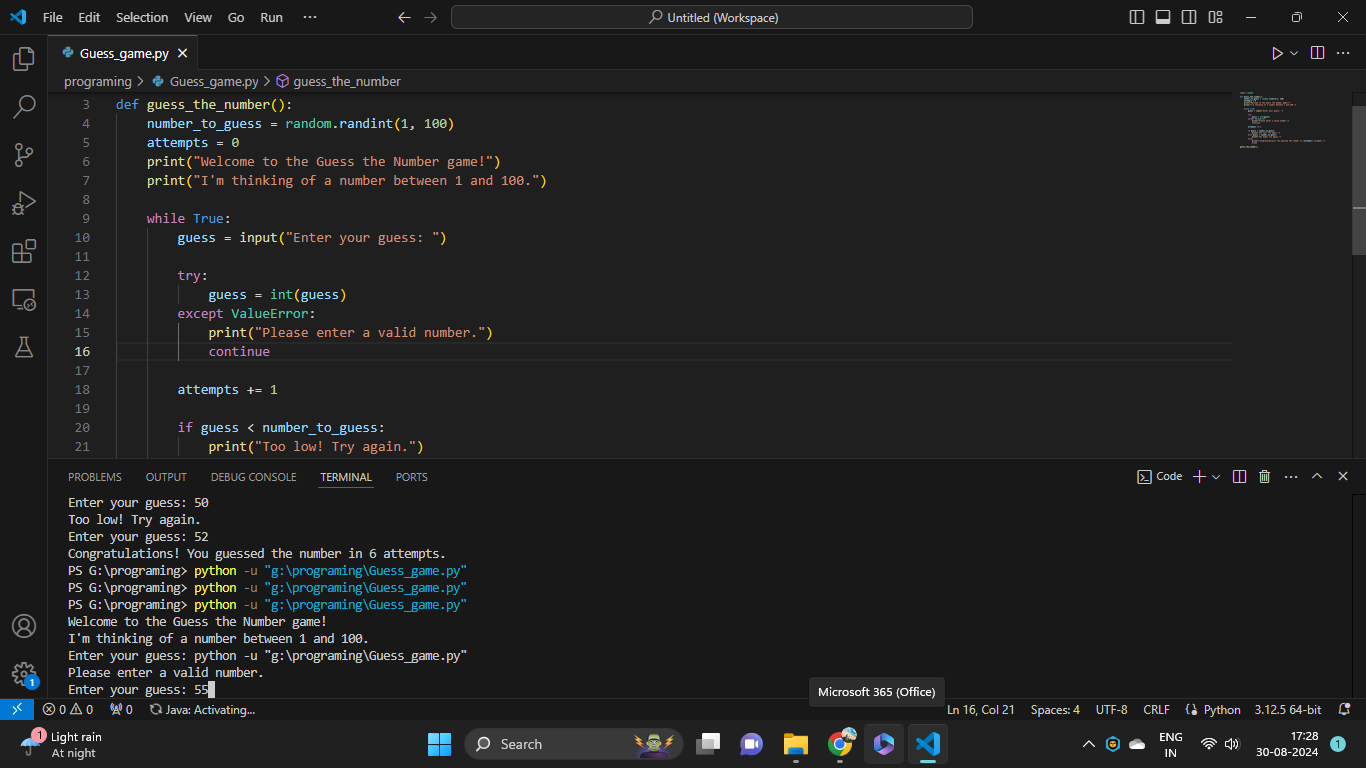 File Edit Selection View Go Run ···
Untitled (Workspace)
Guess_game.py
programing > Guess_game.py > guess_the_number
3 def guess_the_number():
4 number_to_guess = random.randint(1, 100)
5 attempts = 0
6 print("Welcome to the Guess the Number game!")
7 print("I'm thinking of a number between 1 and 100.")
8
9 while True:
10 guess = input("Enter your guess: ")
11
12 try:
13 guess = int(guess)
14 except ValueError:
15 print("Please enter a valid number.")
16 continue
17
18 attempts += 1
19
20 if guess < number_to_guess:
21 print("Too low! Try again.")
PROBLEMS OUTPUT DEBUG CONSOLE TERMINAL PORTS
Code
Enter your guess: 50
Too low! Try again.
Enter your guess: 52
Congratulations! You guessed the number in 6 attempts.
PS G:\programing> python -u "g:\programing\Guess_game.py"
PS G:\programing> python -u "g:\programing\Guess_game.py"
PS G:\programing> python -u "g:\programing\Guess_game.py"
Welcome to the Guess the Number game!
I'm thinking of a number between 1 and 100.
Enter your guess: python -u "g:\programing\Guess_game.py"
Please enter a valid number.
Enter your guess: 55
1
Microsoft 365 (Office)
0 0 0 Java: Activating...
Ln 16, Col 21 Spaces: 4 UTF-8 CRLF Python 3.12.5 64-bit
1
Light rain
At night
Search
ENG
IN
17:28
30-08-2024
1